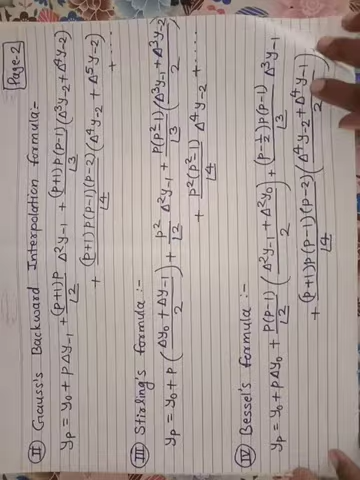 Page-2
II Gauss's Backward Interpolation formula:-
yp = y0 + pΔy-1 + (p+1)p/⌊2 Δ²y-1 + (p+1)p(p-1)/⌊3 (Δ³y-2 + Δ⁴y-2)
+ (p+1)p(p-1)(p-2)/⌊4 (Δ⁴y-2 + Δ⁵y-2)
+ ....
III Stirling's formula :-
yp = y0 + p((Δy0 + Δy-1)/2) + p²/⌊2 Δ²y-1 + p(p²-1)/⌊3 ((Δ³y-1 + Δ³y-2)/2)
+ p²(p²-1)/⌊4 Δ⁴y-2 + .....
IV Bessel's formula :-
yp = y0 + pΔy0 + p(p-1)/⌊2 ((Δ²y-1 + Δ²y0)/2) + (p-½)p(p-1)/⌊3 Δ³y-1
+ (p+1)p(p-1)(p-2)/⌊4 ((Δ⁴y-2 + Δ⁴y-1)/2)